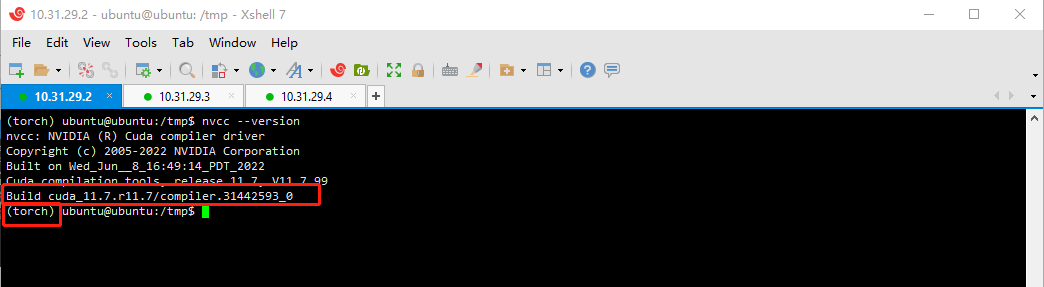 10.31.29.2 - ubuntu@ubuntu: /tmp - Xshell 7
File Edit View Tools Tab Window Help
10.31.29.2 × 10.31.29.3 × 10.31.29.4 × +
(torch) ubuntu@ubuntu:/tmp$ nvcc --version
nvcc: NVIDIA (R) Cuda compiler driver
Copyright (c) 2005-2022 NVIDIA Corporation
Built on Wed_Jun__8_16:49:14_PDT_2022
Cuda compilation tools, release 11.7, V11.7.99
Build cuda_11.7.r11.7/compiler.31442593_0
(torch) ubuntu@ubuntu:/tmp$